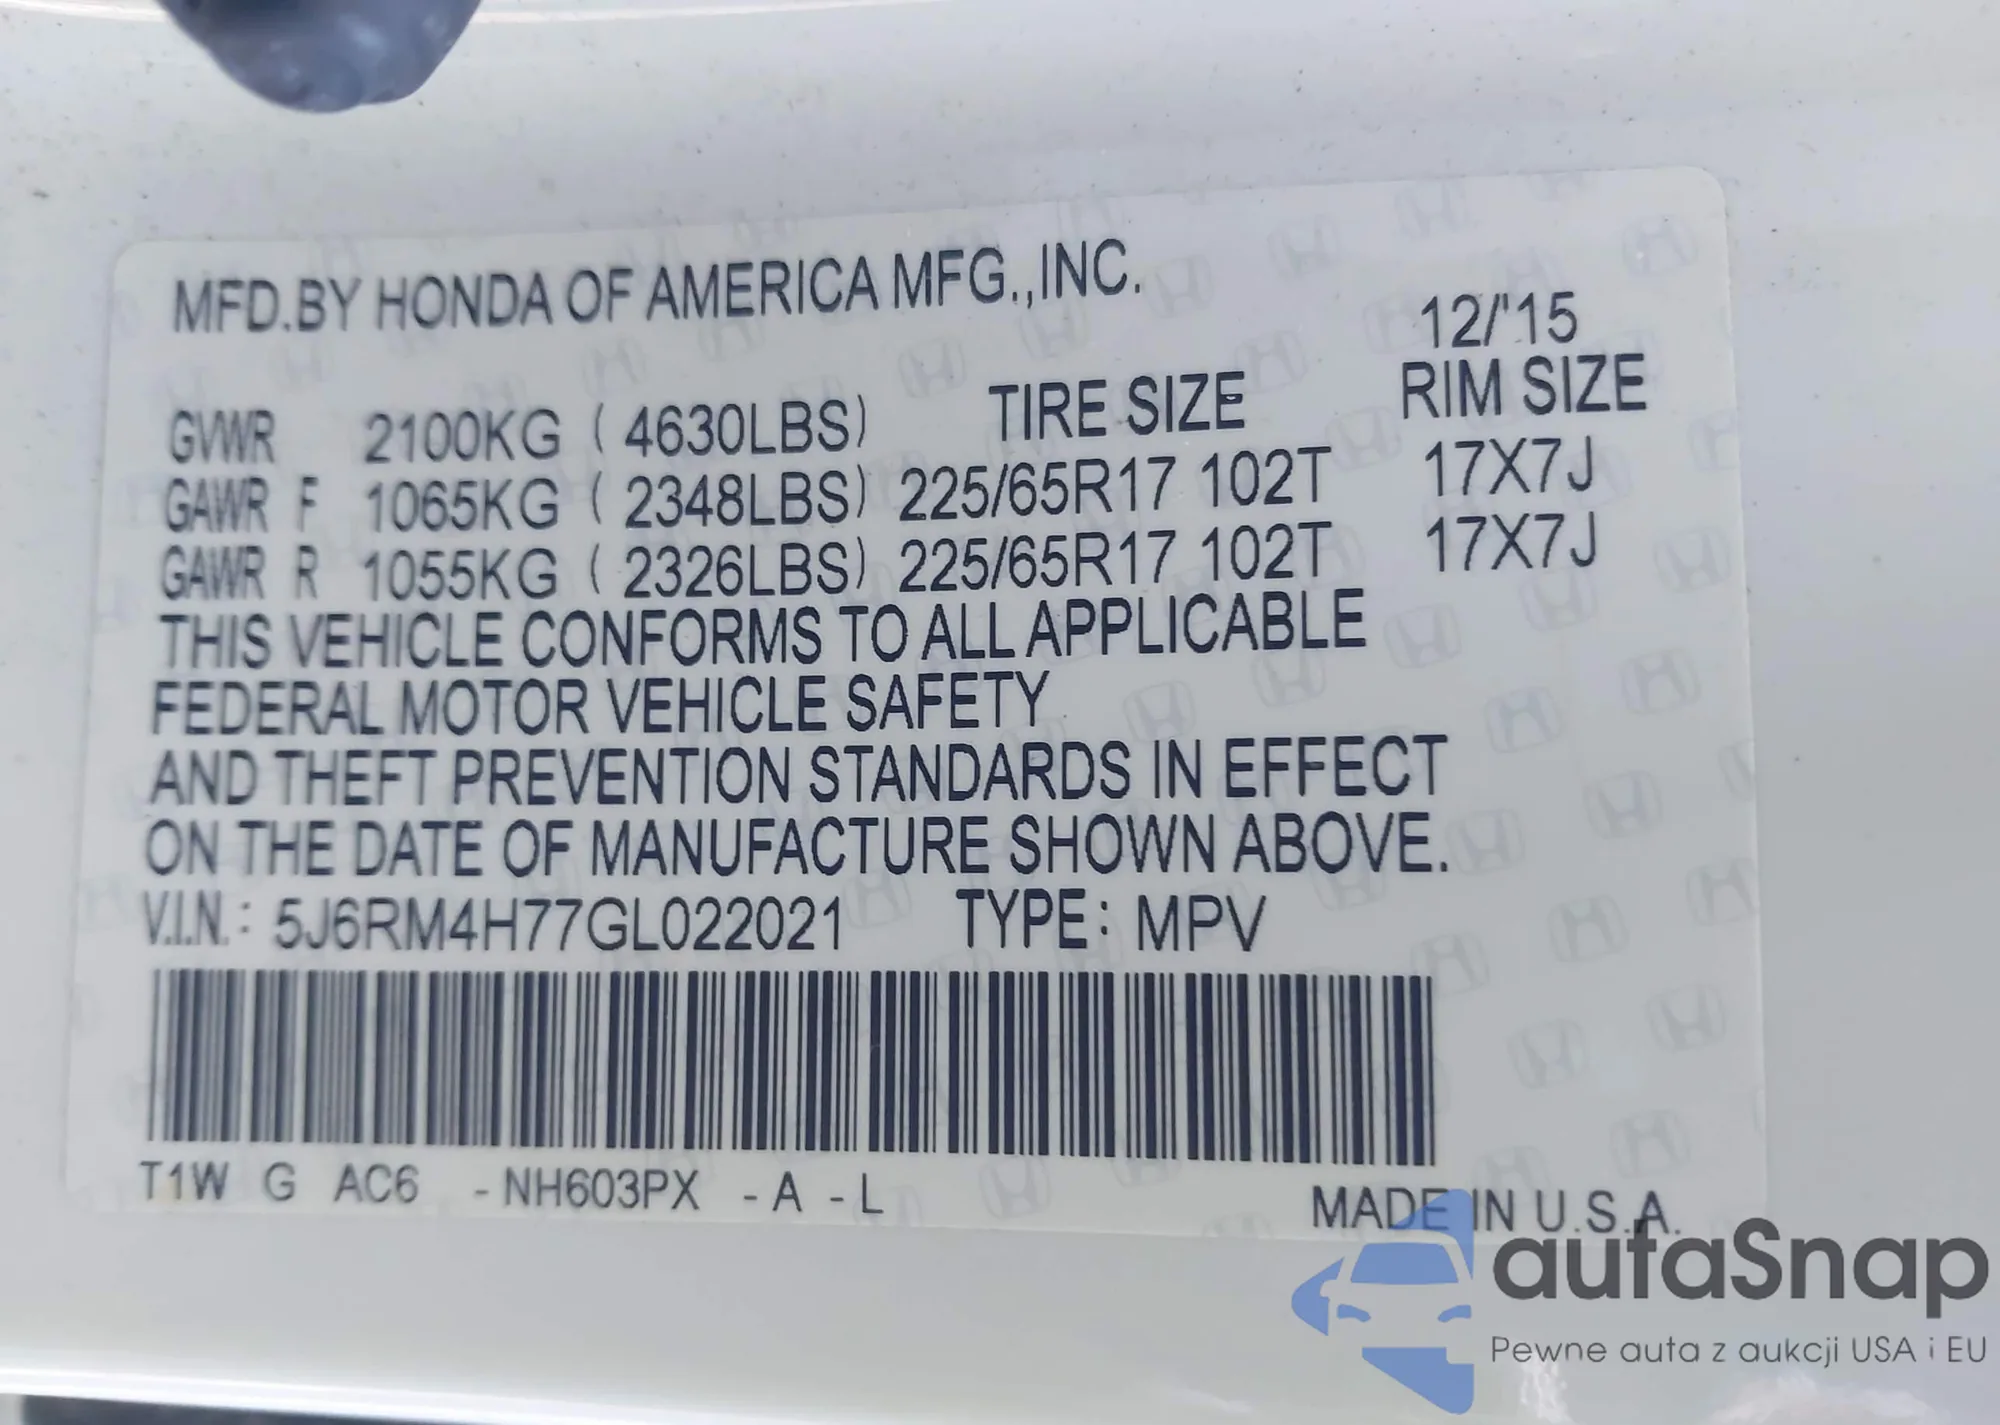 MFD.BY HONDA OF AMERICA MFG.,INC.
12/'15
TIRE SIZE RIM SIZE
GVWR 2100KG ( 4630LBS)
GAWR F 1065KG ( 2348LBS) 225/65R17 102T 17X7J
GAWR R 1055KG ( 2326LBS) 225/65R17 102T 17X7J
THIS VEHICLE CONFORMS TO ALL APPLICABLE
FEDERAL MOTOR VEHICLE SAFETY
AND THEFT PREVENTION STANDARDS IN EFFECT
ON THE DATE OF MANUFACTURE SHOWN ABOVE.
V.I.N.: 5J6RM4H77GL022021 TYPE: MPV
T1W G AC6 -NH603PX -A -L
MADE IN U.S.A.
autaSnap
Pewne auta z aukcji USA i EU